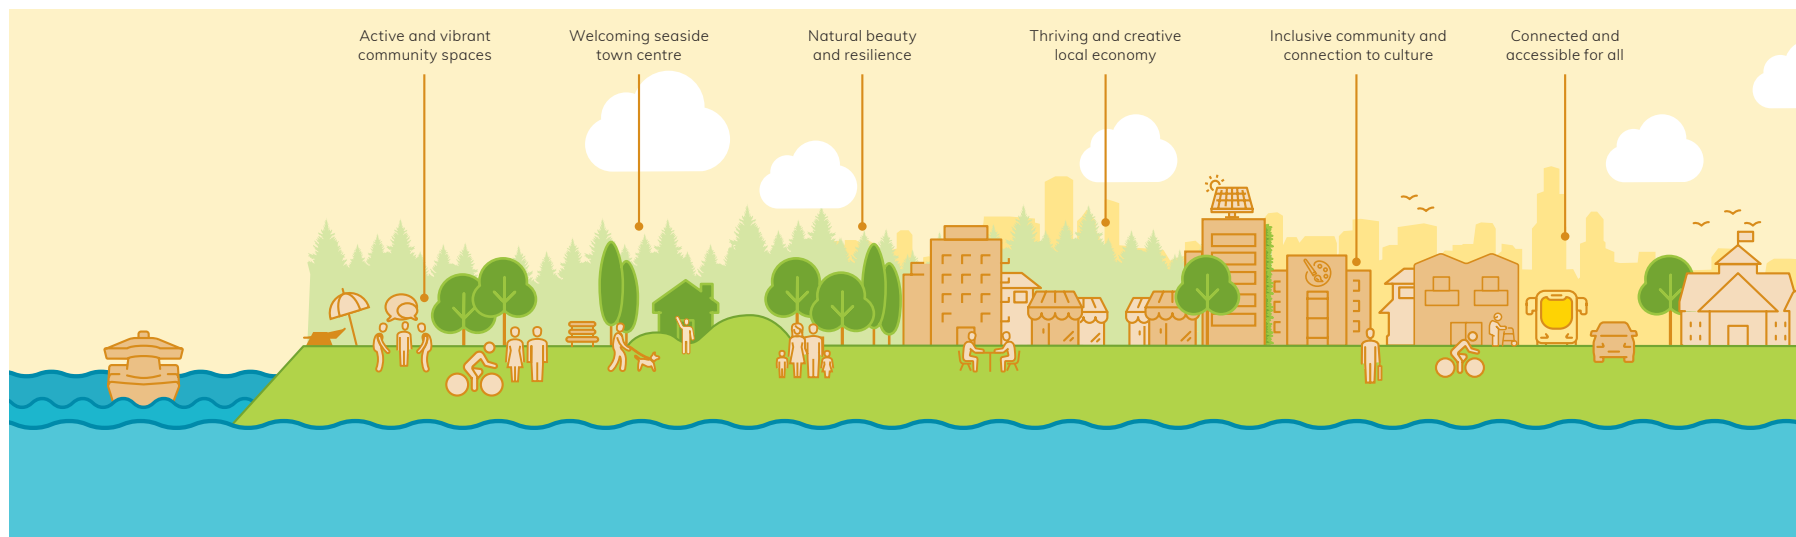 Active and vibrant
community spaces
Welcoming seaside
town centre
Natural beauty
and resilience
Thriving and creative
local economy
Inclusive community and
connection to culture
Connected and
accessible for all